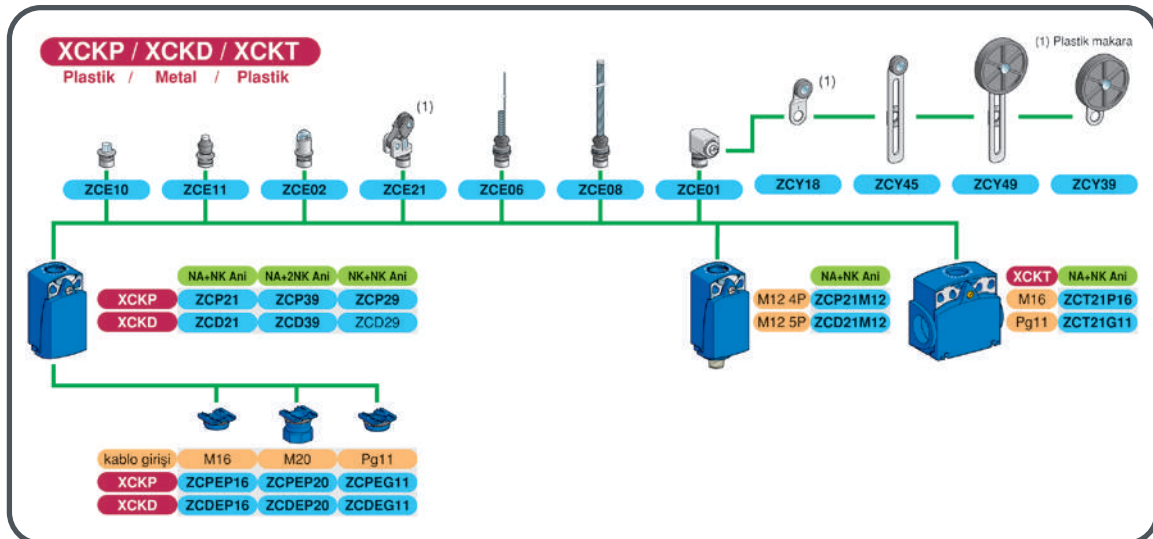 XCKP / XCKD / XCKT
Plastik / Metal / Plastik
(1) Plastik makara
(1)
(1)
ZCE10 ZCE11 ZCE02 ZCE21 ZCE06 ZCE08 ZCE01 ZCY18 ZCY45 ZCY49 ZCY39
NA+NK Ani NA+2NK Ani NK+NK Ani
XCKP ZCP21 ZCP39 ZCP29
XCKD ZCD21 ZCD39 ZCD29
NA+NK Ani
M12 4P ZCP21M12
M12 5P ZCD21M12
XCKT NA+NK Ani
M16 ZCT21P16
Pg11 ZCT21G11
kablo girişi M16 M20 Pg11
XCKP ZCPEP16 ZCPEP20 ZCPEG11
XCKD ZCDEP16 ZCDEP20 ZCDEG11